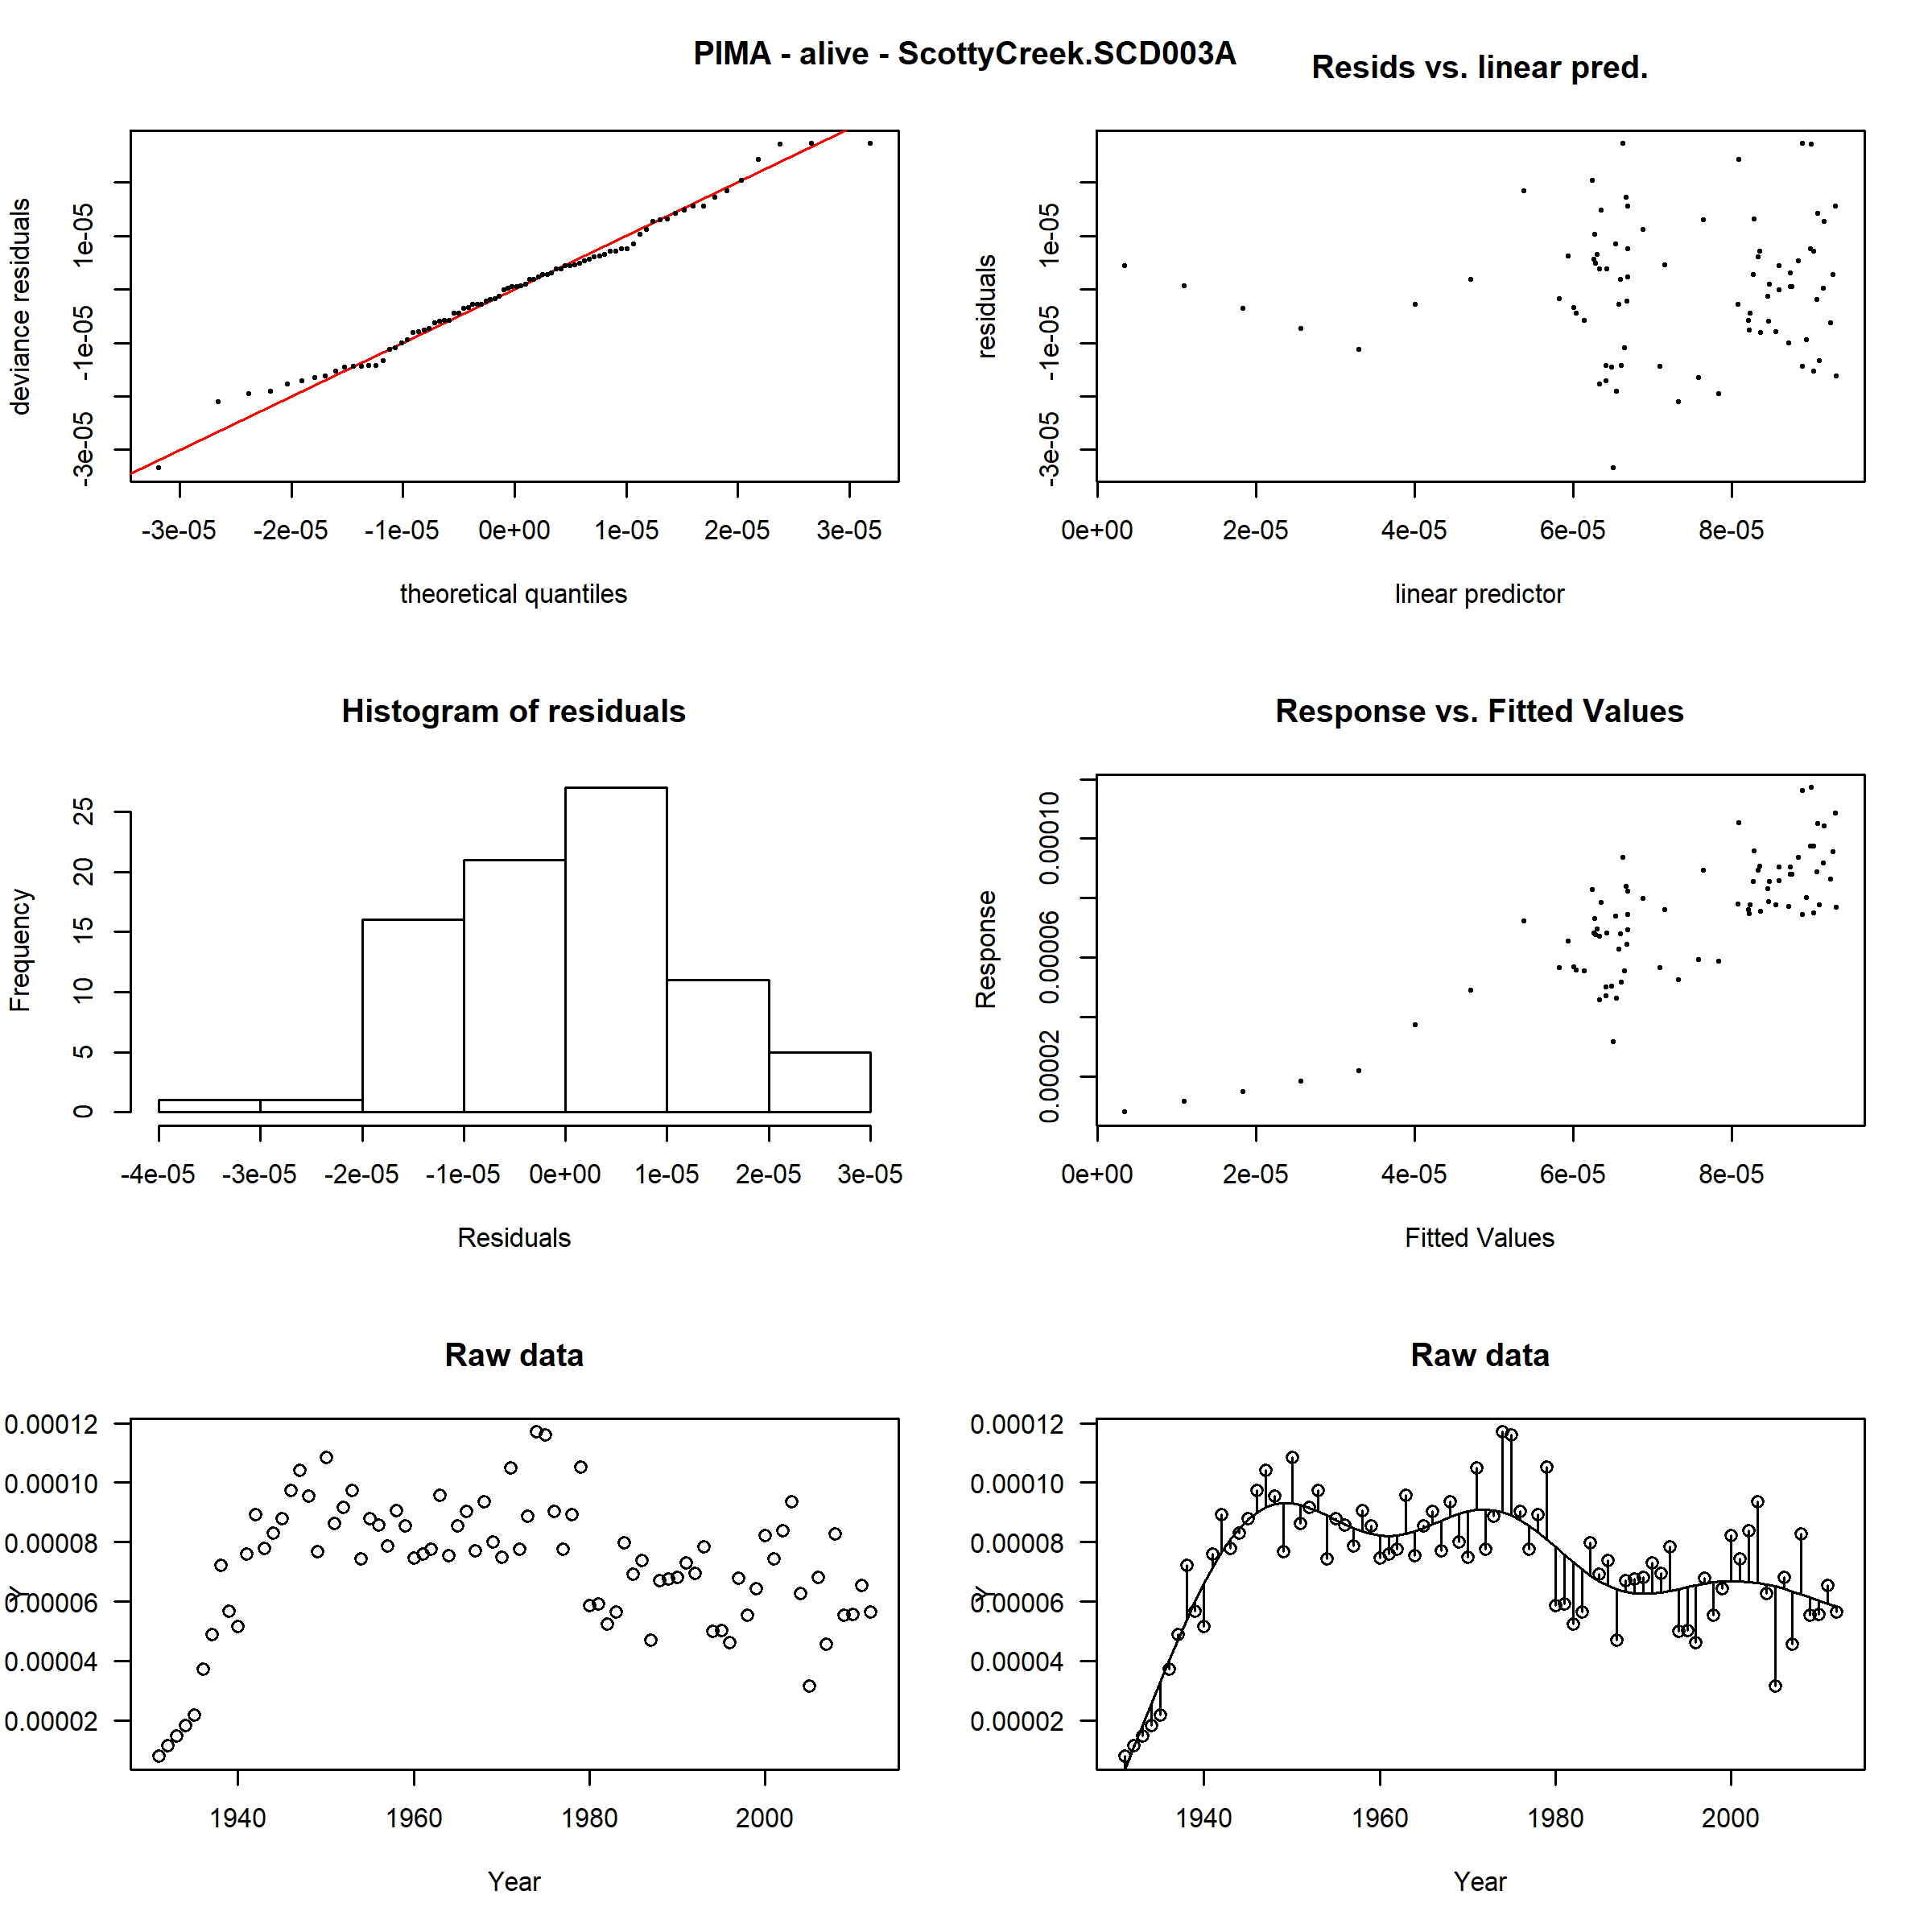 PIMA - alive - ScottyCreek.SCD003A
Resids vs. linear pred.
deviance residuals
-3e-05 -1e-05 1e-05
-3e-05 -2e-05 -1e-05 0e+00 1e-05 2e-05 3e-05
theoretical quantiles
residuals
-3e-05 -1e-05 1e-05
0e+00 2e-05 4e-05 6e-05 8e-05
linear predictor
Histogram of residuals
Frequency
0 5 10 15 20 25
-4e-05 -3e-05 -2e-05 -1e-05 0e+00 1e-05 2e-05 3e-05
Residuals
Response vs. Fitted Values
Response
0.00002 0.00006 0.00010
0e+00 2e-05 4e-05 6e-05 8e-05
Fitted Values
Raw data
Y
0.00012
0.00010
0.00008
0.00006
0.00004
0.00002
1940 1960 1980 2000
Year
Raw data
Y
0.00012
0.00010
0.00008
0.00006
0.00004
0.00002
1940 1960 1980 2000
Year